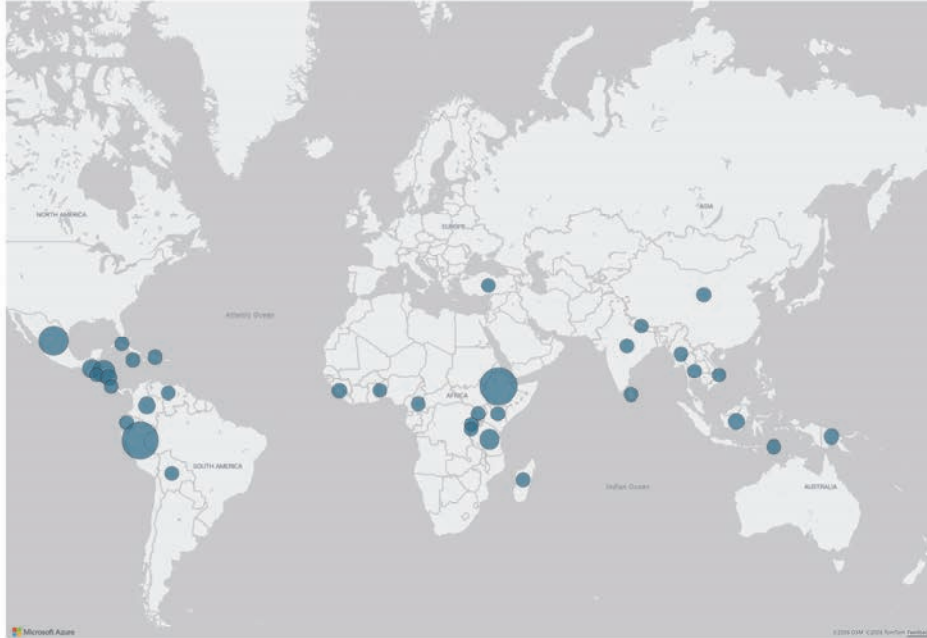 NORTH AMERICA
EUROPE
ASIA
Atlantic Ocean
AFRICA
SOUTH AMERICA
Indian Ocean
AUSTRALIA
Microsoft Azure